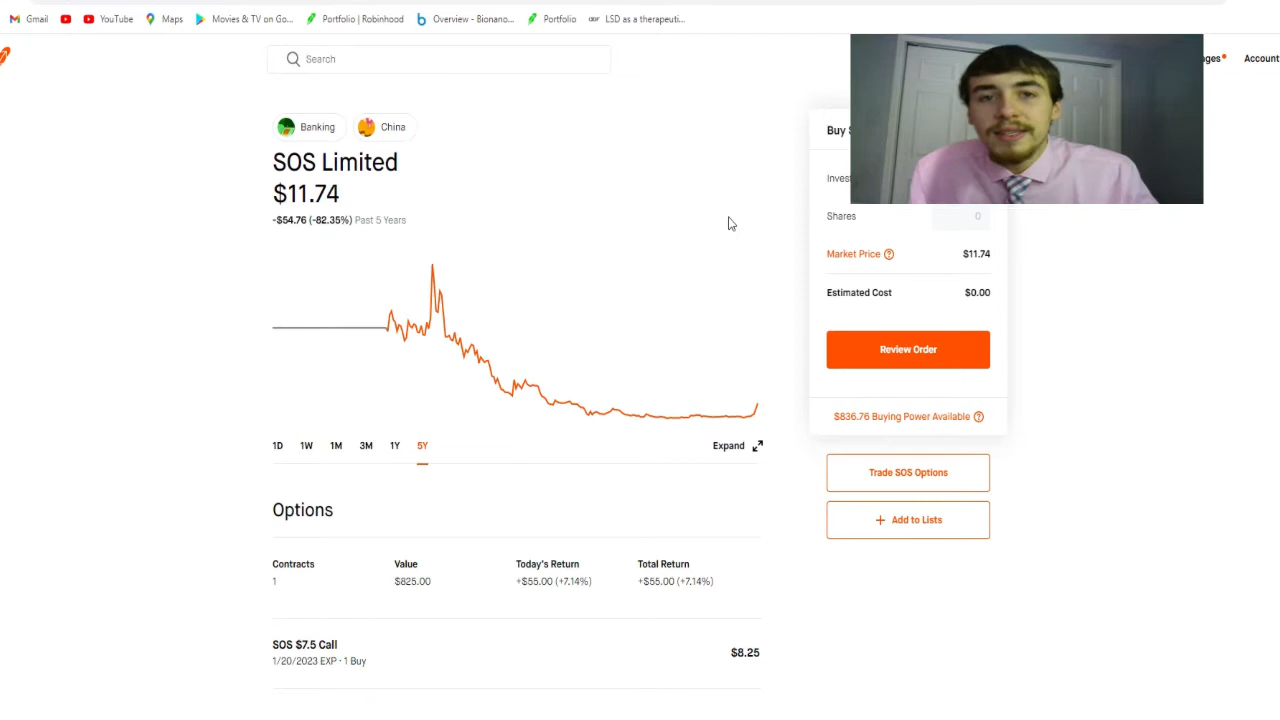 Gmail
YouTube
Maps
Movies & TV on Go...
Portfolio | Robinhood
Overview - Bionano...
Portfolio
LSD as a therapeuti...
Search
Account
Banking
China
SOS Limited
$11.74
-$54.76 (-82.35%) Past 5 Years
Buy
Shares 0
Market Price $11.74
Estimated Cost $0.00
Review Order
$836.76 Buying Power Available
Trade SOS Options
+ Add to Lists
1D 1W 1M 3M 1Y 5Y Expand
Options
Contracts Value Today's Return Total Return
1 $825.00 +$55.00 (+7.14%) +$55.00 (+7.14%)
SOS $7.5 Call
1/20/2023 EXP · 1 Buy
$8.25